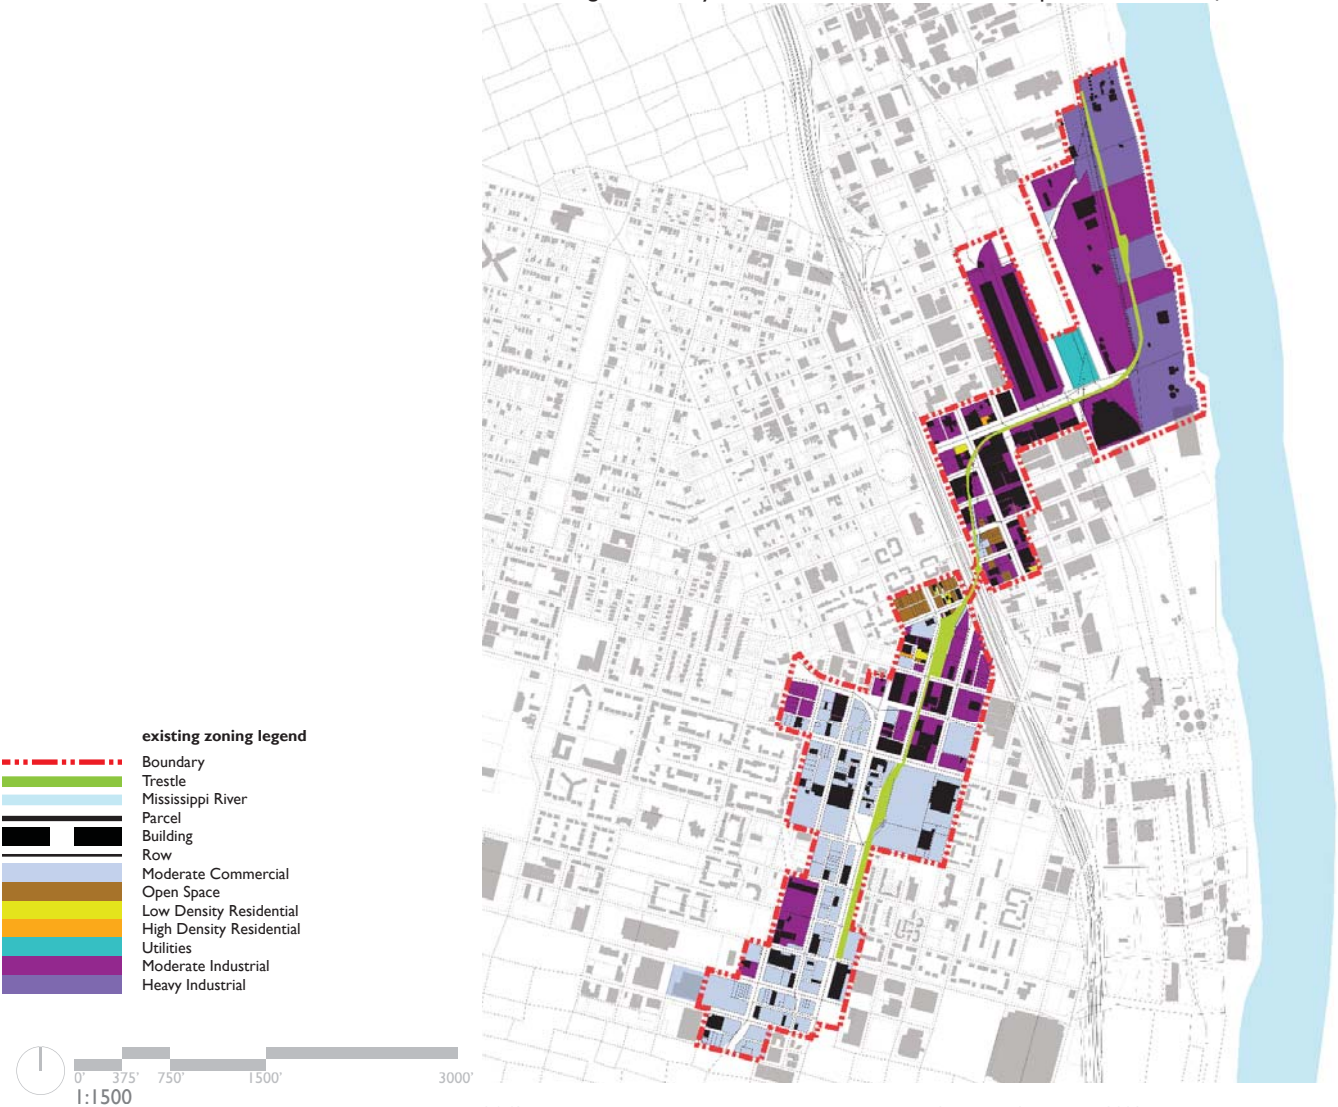 existing zoning legend
Boundary
Trestle
Mississippi River
Parcel
Building
Row
Moderate Commercial
Open Space
Low Density Residential
High Density Residential
Utilities
Moderate Industrial
Heavy Industrial
0' 375' 750' 1500' 3000'
1:1500